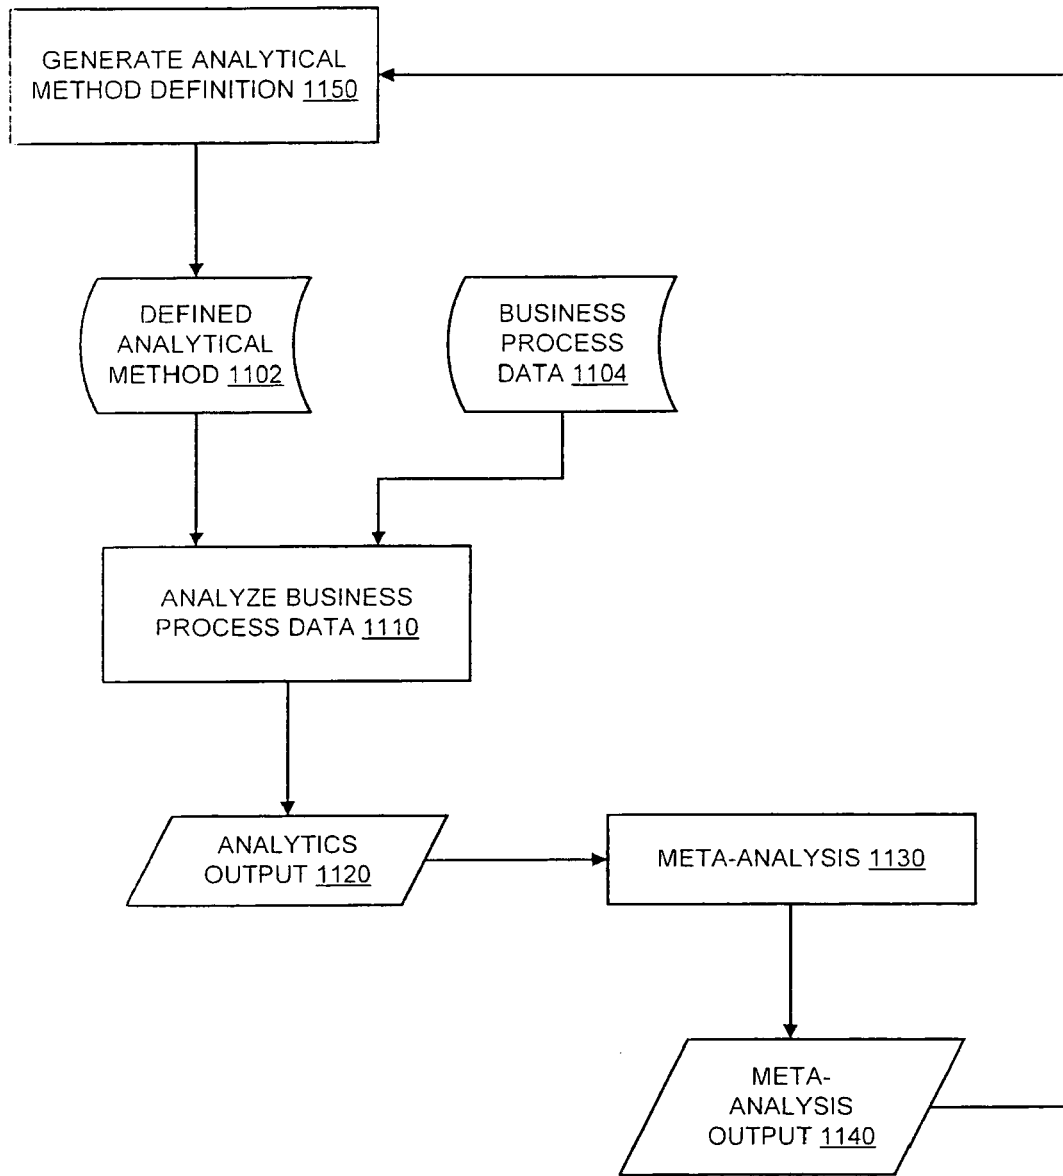 GENERATE ANALYTICAL
METHOD DEFINITION 1150
DEFINED
ANALYTICAL
METHOD 1102
BUSINESS
PROCESS
DATA 1104
ANALYZE BUSINESS
PROCESS DATA 1110
ANALYTICS
OUTPUT 1120
META-ANALYSIS 1130
META-
ANALYSIS
OUTPUT 1140